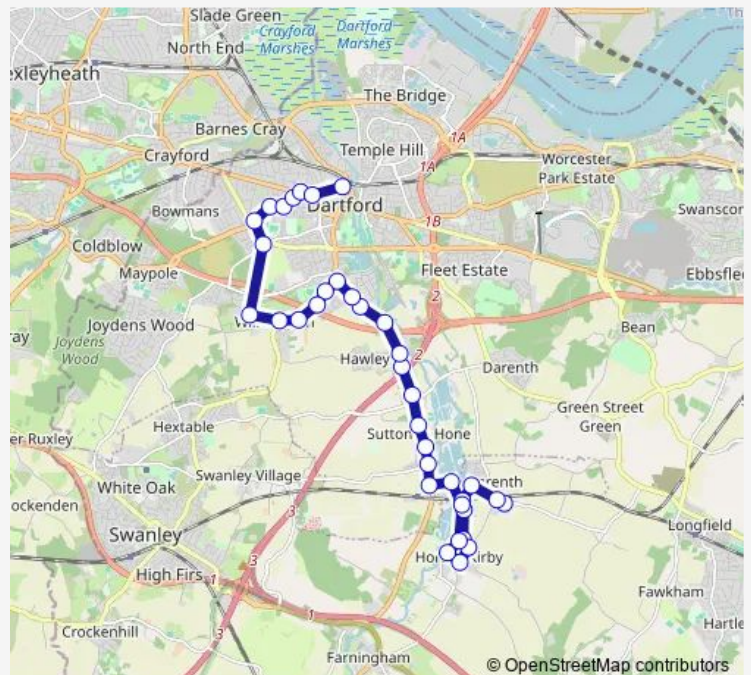 Slade Green
Crayford
Marshes
Dartford
Marshes
North End
exleyheath
The Bridge
Barnes Cray
1A
Crayford
Temple Hill
1A
Worcester
Park Estate
Bowmans
Dartford
1B
Swanscor
Coldblow
Maypole
Fleet Estate
Ebbsflee
2
Joydens Wood
Bean
ray
Joydens
Wood
Hawley
2
Darenth
Green Street
Green
Hextable
er Ruxley
Sutton
Hone
Swanley Village
White Oak
renth
ockenden
3
Longfield
Swanley
3
High Firs
1
Kirby
1
Fawkham
3
Crockenhill
Hartle
Farningham
© OpenStreetMap contributors